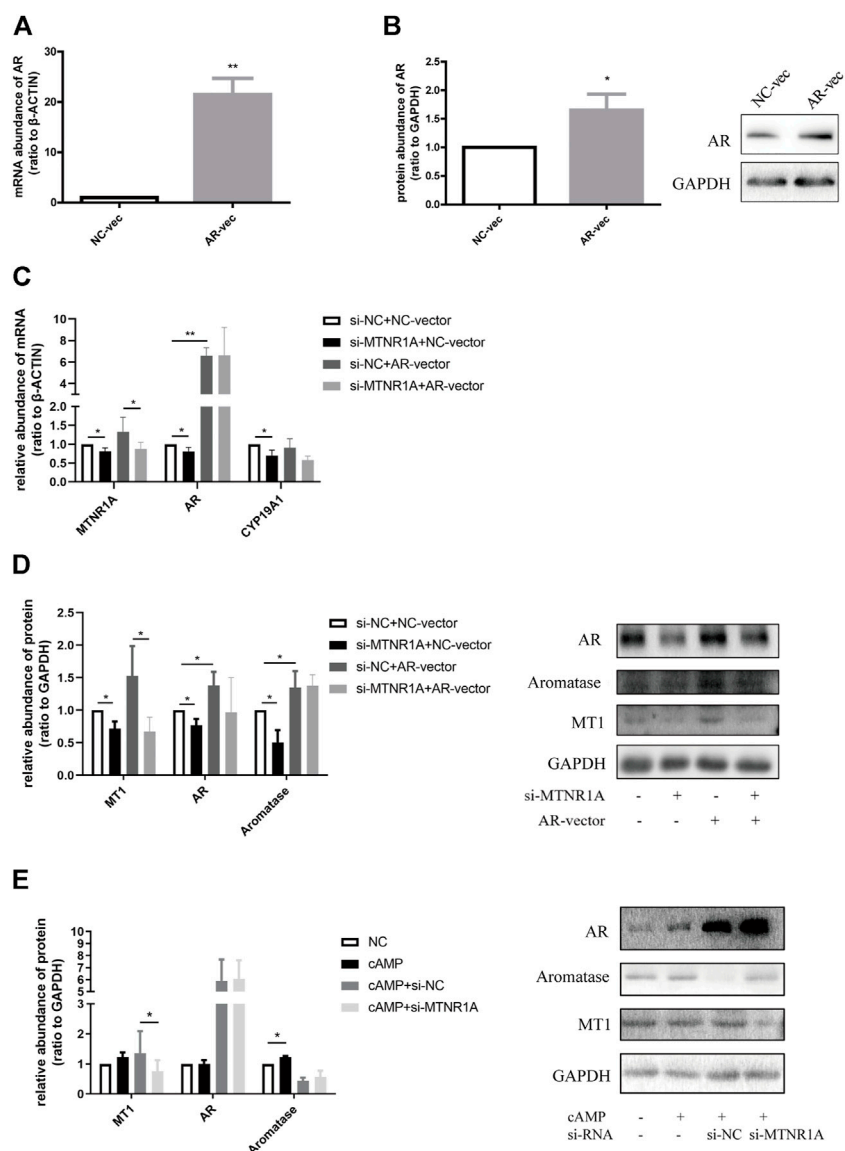 A
mRNA abundance of AR
(ratio to β-ACTIN)
30
20
10
0
**
NC-vec
AR-vec
B
protein abundance of AR
(ratio to GAPDH)
2.5
2.0
1.5
1.0
0.5
0.0
*
NC-vec
AR-vec
NC-vec
AR-vec
AR
GAPDH
C
relative abundance of mRNA
(ratio to β-ACTIN)
10
8
6
4
2.0
1.5
1.0
0.5
0.0
*
*
*
**
*
MTNR1A
AR
CYP19A1
si-NC+NC-vector
si-MTNR1A+NC-vector
si-NC+AR-vector
si-MTNR1A+AR-vector
D
relative abundance of protein
(ratio to GAPDH)
2.5
2.0
1.5
1.0
0.5
0.0
*
*
*
*
*
*
MT1
AR
Aromatase
si-NC+NC-vector
si-MTNR1A+NC-vector
si-NC+AR-vector
si-MTNR1A+AR-vector
AR
Aromatase
MT1
GAPDH
si-MTNR1A - + - +
AR-vector - - + +
E
relative abundance of protein
(ratio to GAPDH)
10
9
8
7
6
5
3
2
1
0
*
*
MT1
AR
Aromatase
NC
cAMP
cAMP+si-NC
cAMP+si-MTNR1A
AR
Aromatase
MT1
GAPDH
cAMP - + + +
si-RNA - - si-NC si-MTNR1A